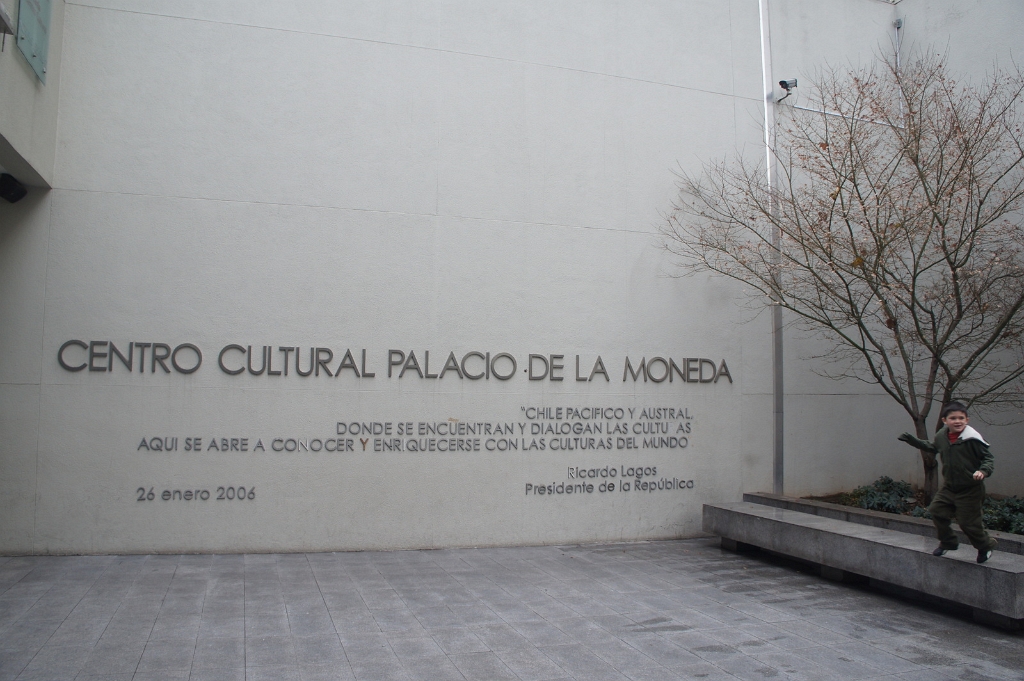 CENTRO CULTURAL PALACIO DE LA MONEDA
"CHILE PACIFICO Y AUSTRAL,
DONDE SE ENCUENTRAN Y DIALOGAN LAS CULTU AS
AQUI SE ABRE A CONOCER Y ENRIQUECERSE CON LAS CULTURAS DEL MUNDO"
Ricardo Lagos
Presidente de la República
26 enero 2006